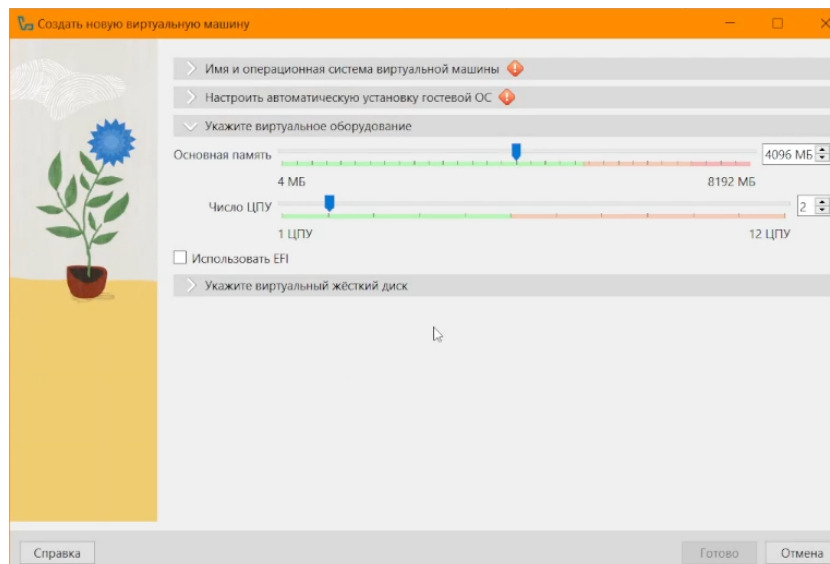 Создать новую виртуальную машину
Имя и операционная система виртуальной машины
Настроить автоматическую установку гостевой ОС
Укажите виртуальное оборудование
Основная память
4096 МБ
4 МБ
8192 МБ
Число ЦПУ
2
1 ЦПУ
12 ЦПУ
Использовать EFI
Укажите виртуальный жёсткий диск
Справка
Готово
Отмена